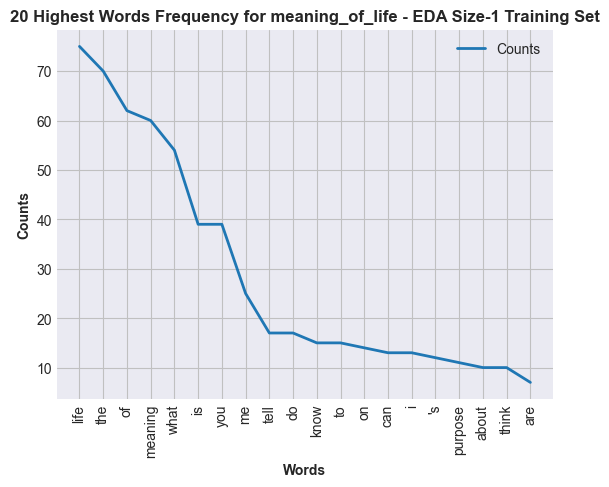 20 Highest Words Frequency for meaning_of_life - EDA Size-1 Training Set
Counts
70
60
50
40
30
20
10
Counts
life
the
of
meaning
what
is
you
me
tell
do
know
to
on
can
i
's
purpose
about
think
are
Words